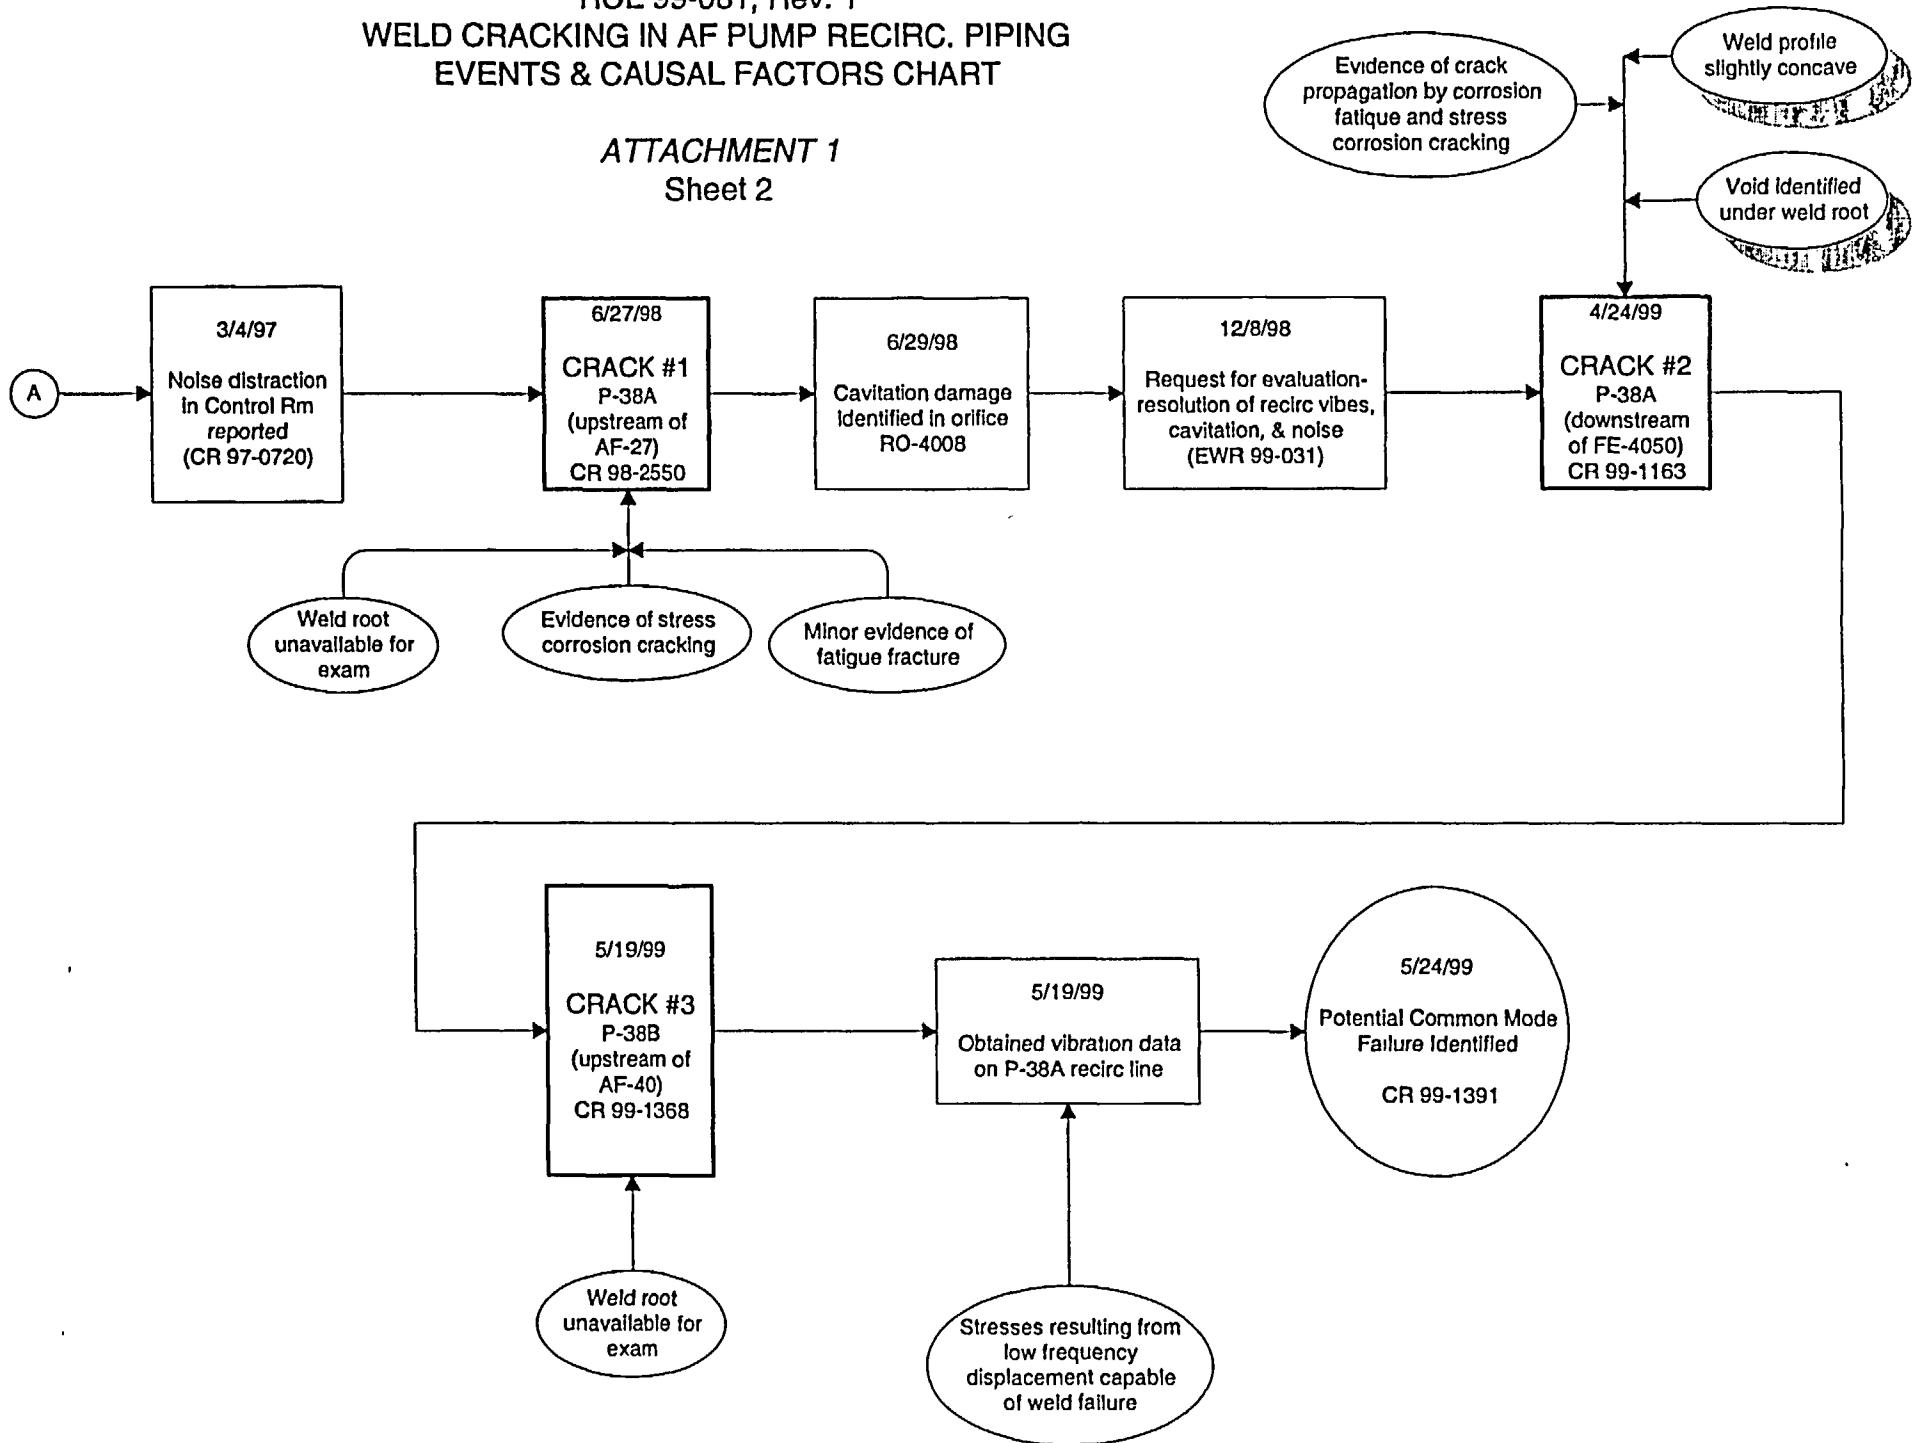 WELD CRACKING IN AF PUMP RECIRC. PIPING
EVENTS & CAUSAL FACTORS CHART
ATTACHMENT 1
Sheet 2
Evidence of crack
propagation by corrosion
fatique and stress
corrosion cracking
Weld profile
slightly concave
Void Identified
under weld root
A
3/4/97
Noise distraction
in Control Rm
reported
(CR 97-0720)
6/27/98
CRACK #1
P-38A
(upstream of
AF-27)
CR 98-2550
6/29/98
Cavitation damage
identified in orifice
RO-4008
12/8/98
Request for evaluation-
resolution of recirc vibes,
cavitation, & noise
(EWR 99-031)
4/24/99
CRACK #2
P-38A
(downstream
of FE-4050)
CR 99-1163
Weld root
unavailable for
exam
Evidence of stress
corrosion cracking
Minor evidence of
fatigue fracture
5/19/99
CRACK #3
P-38B
(upstream of
AF-40)
CR 99-1368
5/19/99
Obtained vibration data
on P-38A recirc line
5/24/99
Potential Common Mode
Failure Identified
CR 99-1391
Weld root
unavailable for
exam
Stresses resulting from
low frequency
displacement capable
of weld failure